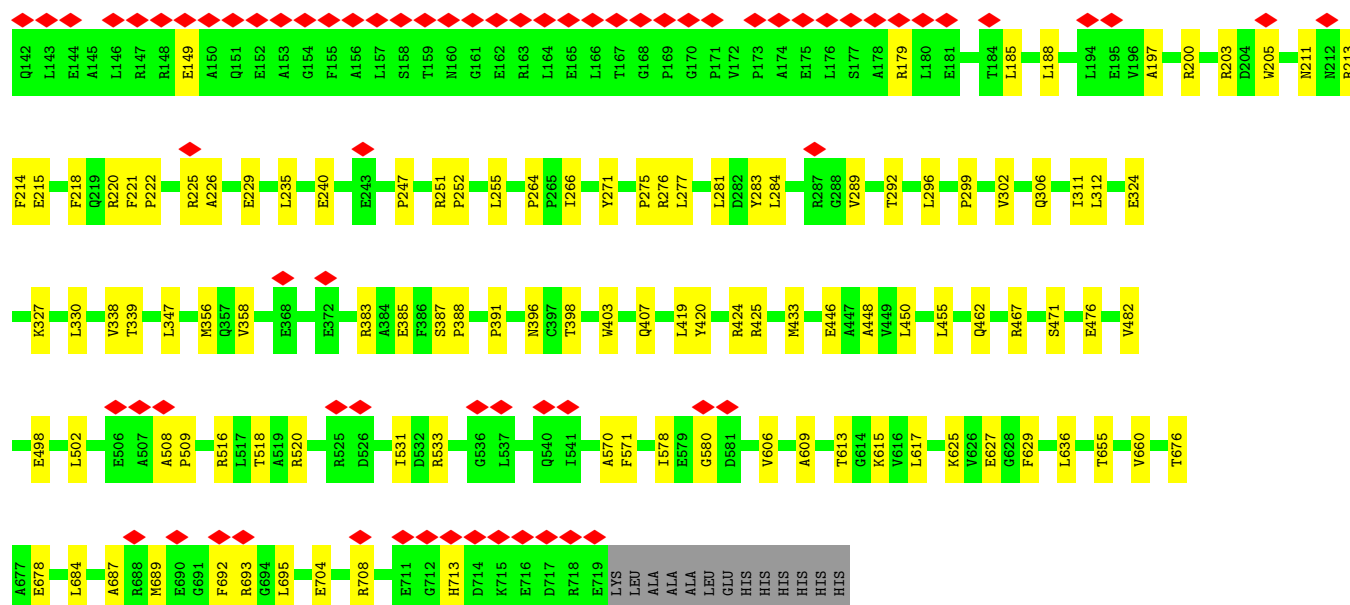 Q142 L143 E144 A145 L146 R147 R148 E149 A150 Q151 E152 A153 G154 F155 A156 L157 S158 T159 N160 G161 E162 R163 L164 E165 L166 T167 G168 P169 G170 P171 V172 P173 A174 E175 L176 S177 A178 R179 L180 E181 T184 L185 L188 L194 E195 V196 A197 R200 R203 D204 W205 N211 N212 R213
F214 E215 F218 Q219 R220 F221 P222 R225 A226 E229 L235 E240 E243 P247 R251 P252 L255 P264 P265 I266 Y271 P275 R276 L277 L281 D282 Y283 L284 R287 G288 V289 T292 L296 P299 V302 Q306 I311 L312 E324
K327 L330 V338 T339 L347 M356 Q357 V358 E368 E372 R383 A384 E385 F386 S387 P388 P391 N396 C397 T398 W403 Q407 L419 Y420 R424 R425 M433 E446 A447 A448 V449 L450 L455 Q462 R467 S471 E476 V482
E498 L502 E506 A507 A508 P509 R516 L517 T518 A519 R520 R525 D526 I531 D532 R533 G536 L537 Q540 I541 A570 F571 I578 E579 G580 D581 V606 A609 T613 G614 K615 V616 L617 K625 V626 E627 G628 F629 L636 T655 V660 T676
A677 E678 L684 A687 R688 M689 E690 G691 F692 R693 G694 L695 E704 R708 E711 G712 H713 D714 K715 E716 D717 R718 E719 LYS LEU ALA ALA ALA LEU GLU HIS HIS HIS HIS HIS HIS